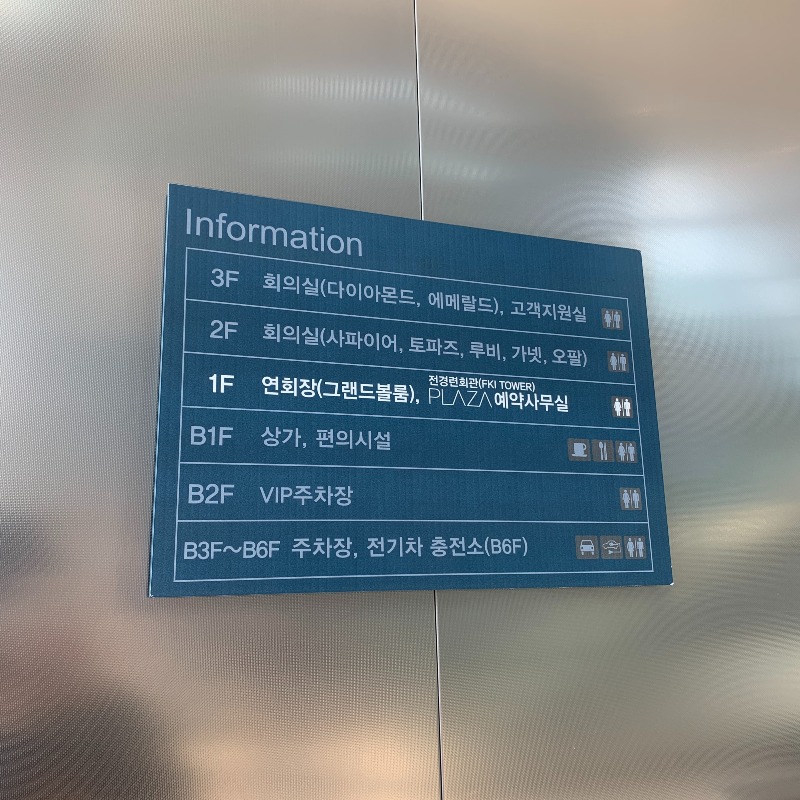 Information
3F 회의실(다이아몬드, 에메랄드), 고객지원실
2F 회의실(사파이어, 토파즈, 루비, 가넷, 오팔)
1F 연회장(그랜드볼룸), 전경련회관(FKI TOWER)
PLAZA 예약사무실
B1F 상가, 편의시설
B2F VIP주차장
B3F~B6F 주차장, 전기차 충전소(B6F)